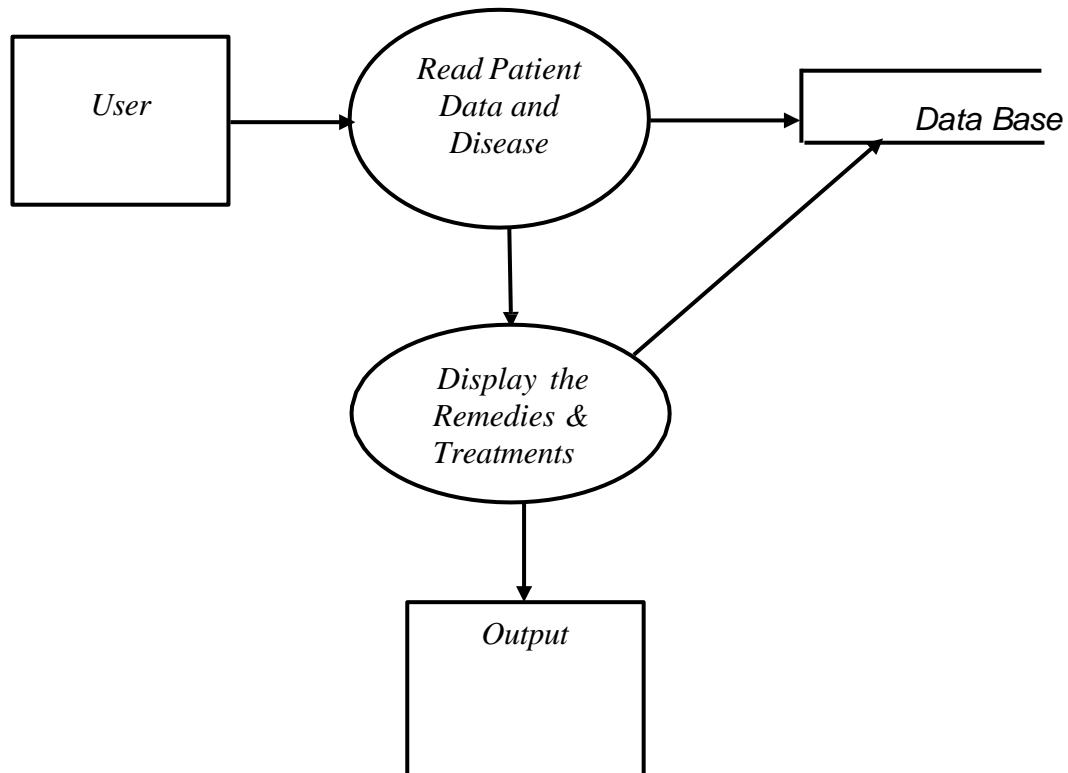 User
Read Patient
Data and
Disease
Data Base
Display the
Remedies &
Treatments
Output